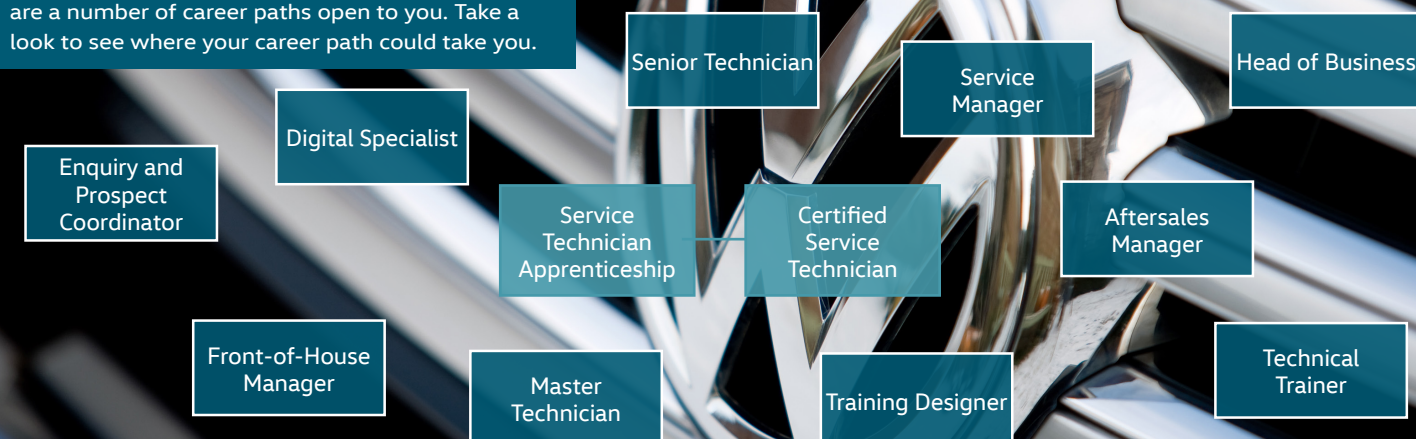 are a number of career paths open to you. Take a
look to see where your career path could take you.
Senior Technician
Service
Manager
Head of Business
Digital Specialist
Enquiry and
Prospect
Coordinator
Service
Technician
Apprenticeship
Certified
Service
Technician
Aftersales
Manager
Front-of-House
Manager
Master
Technician
Training Designer
Technical
Trainer